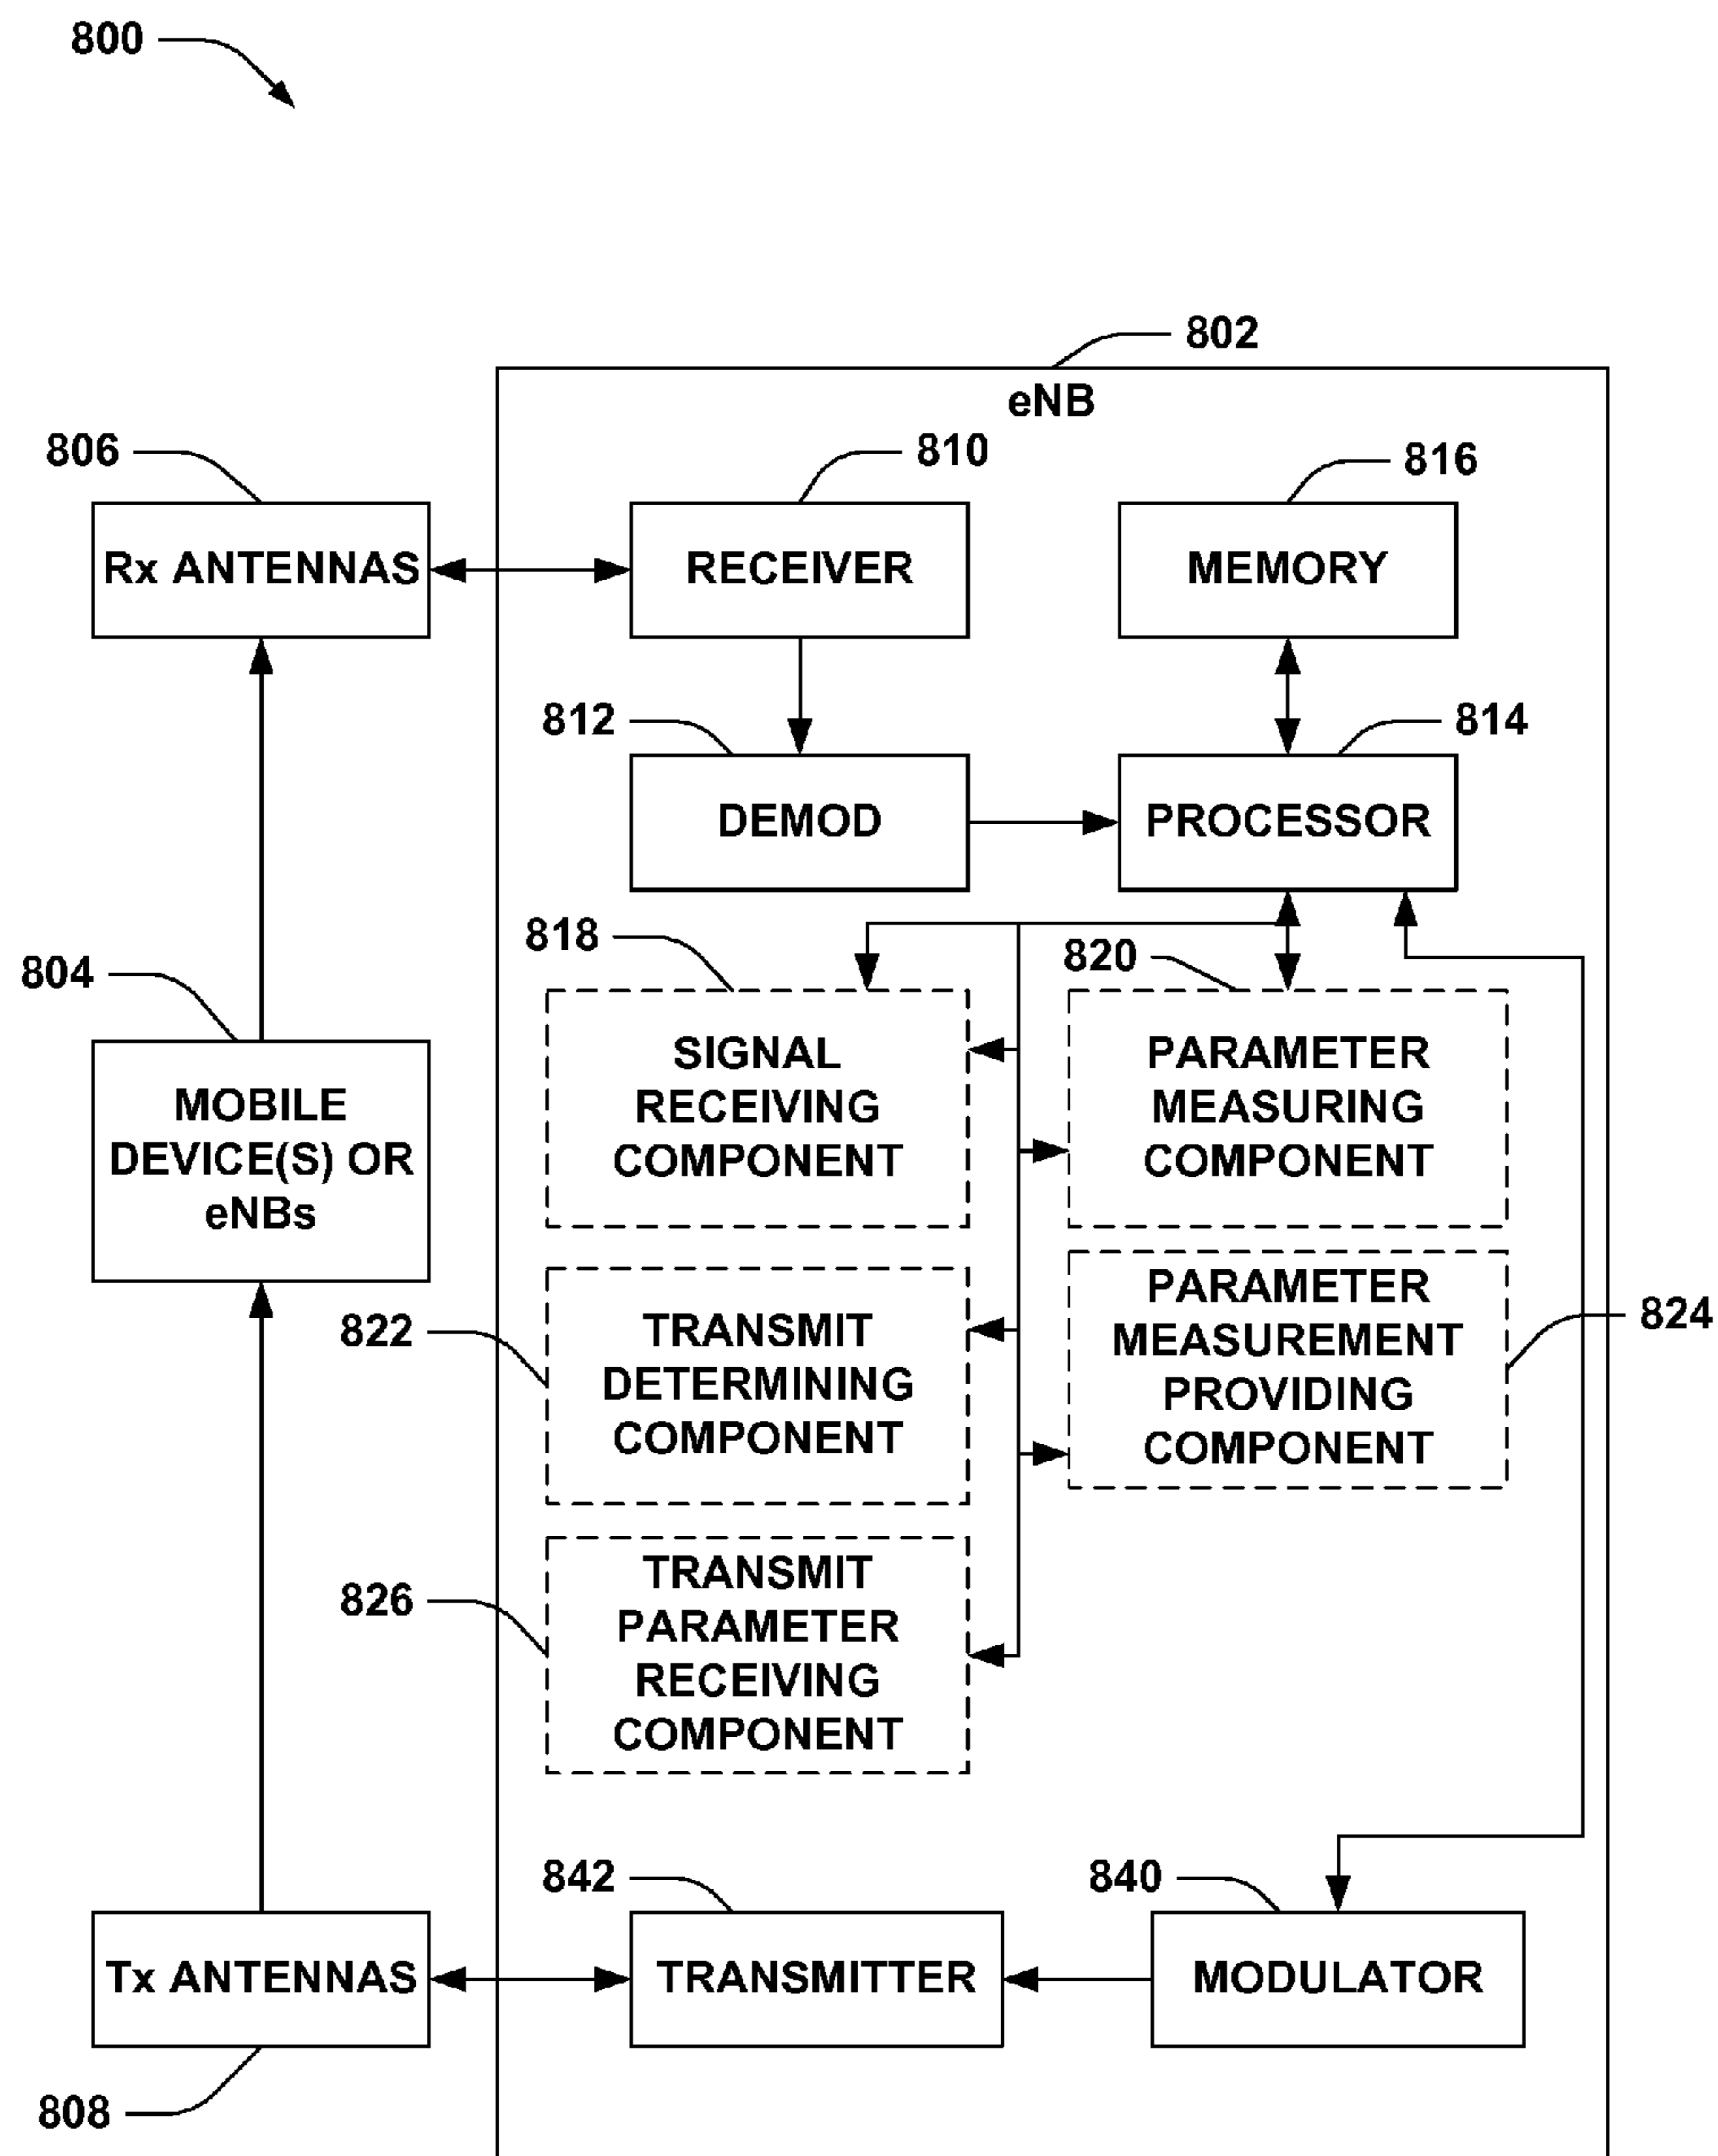 800
802
eNB
806
810
816
Rx ANTENNAS
RECEIVER
MEMORY
812
814
DEMOD
PROCESSOR
818
820
804
SIGNAL
RECEIVING
COMPONENT
PARAMETER
MEASURING
COMPONENT
MOBILE
DEVICE(S) OR
eNBs
822
TRANSMIT
DETERMINING
COMPONENT
PARAMETER
MEASUREMENT
PROVIDING
COMPONENT
824
826
TRANSMIT
PARAMETER
RECEIVING
COMPONENT
842
840
Tx ANTENNAS
TRANSMITTER
MODULATOR
808